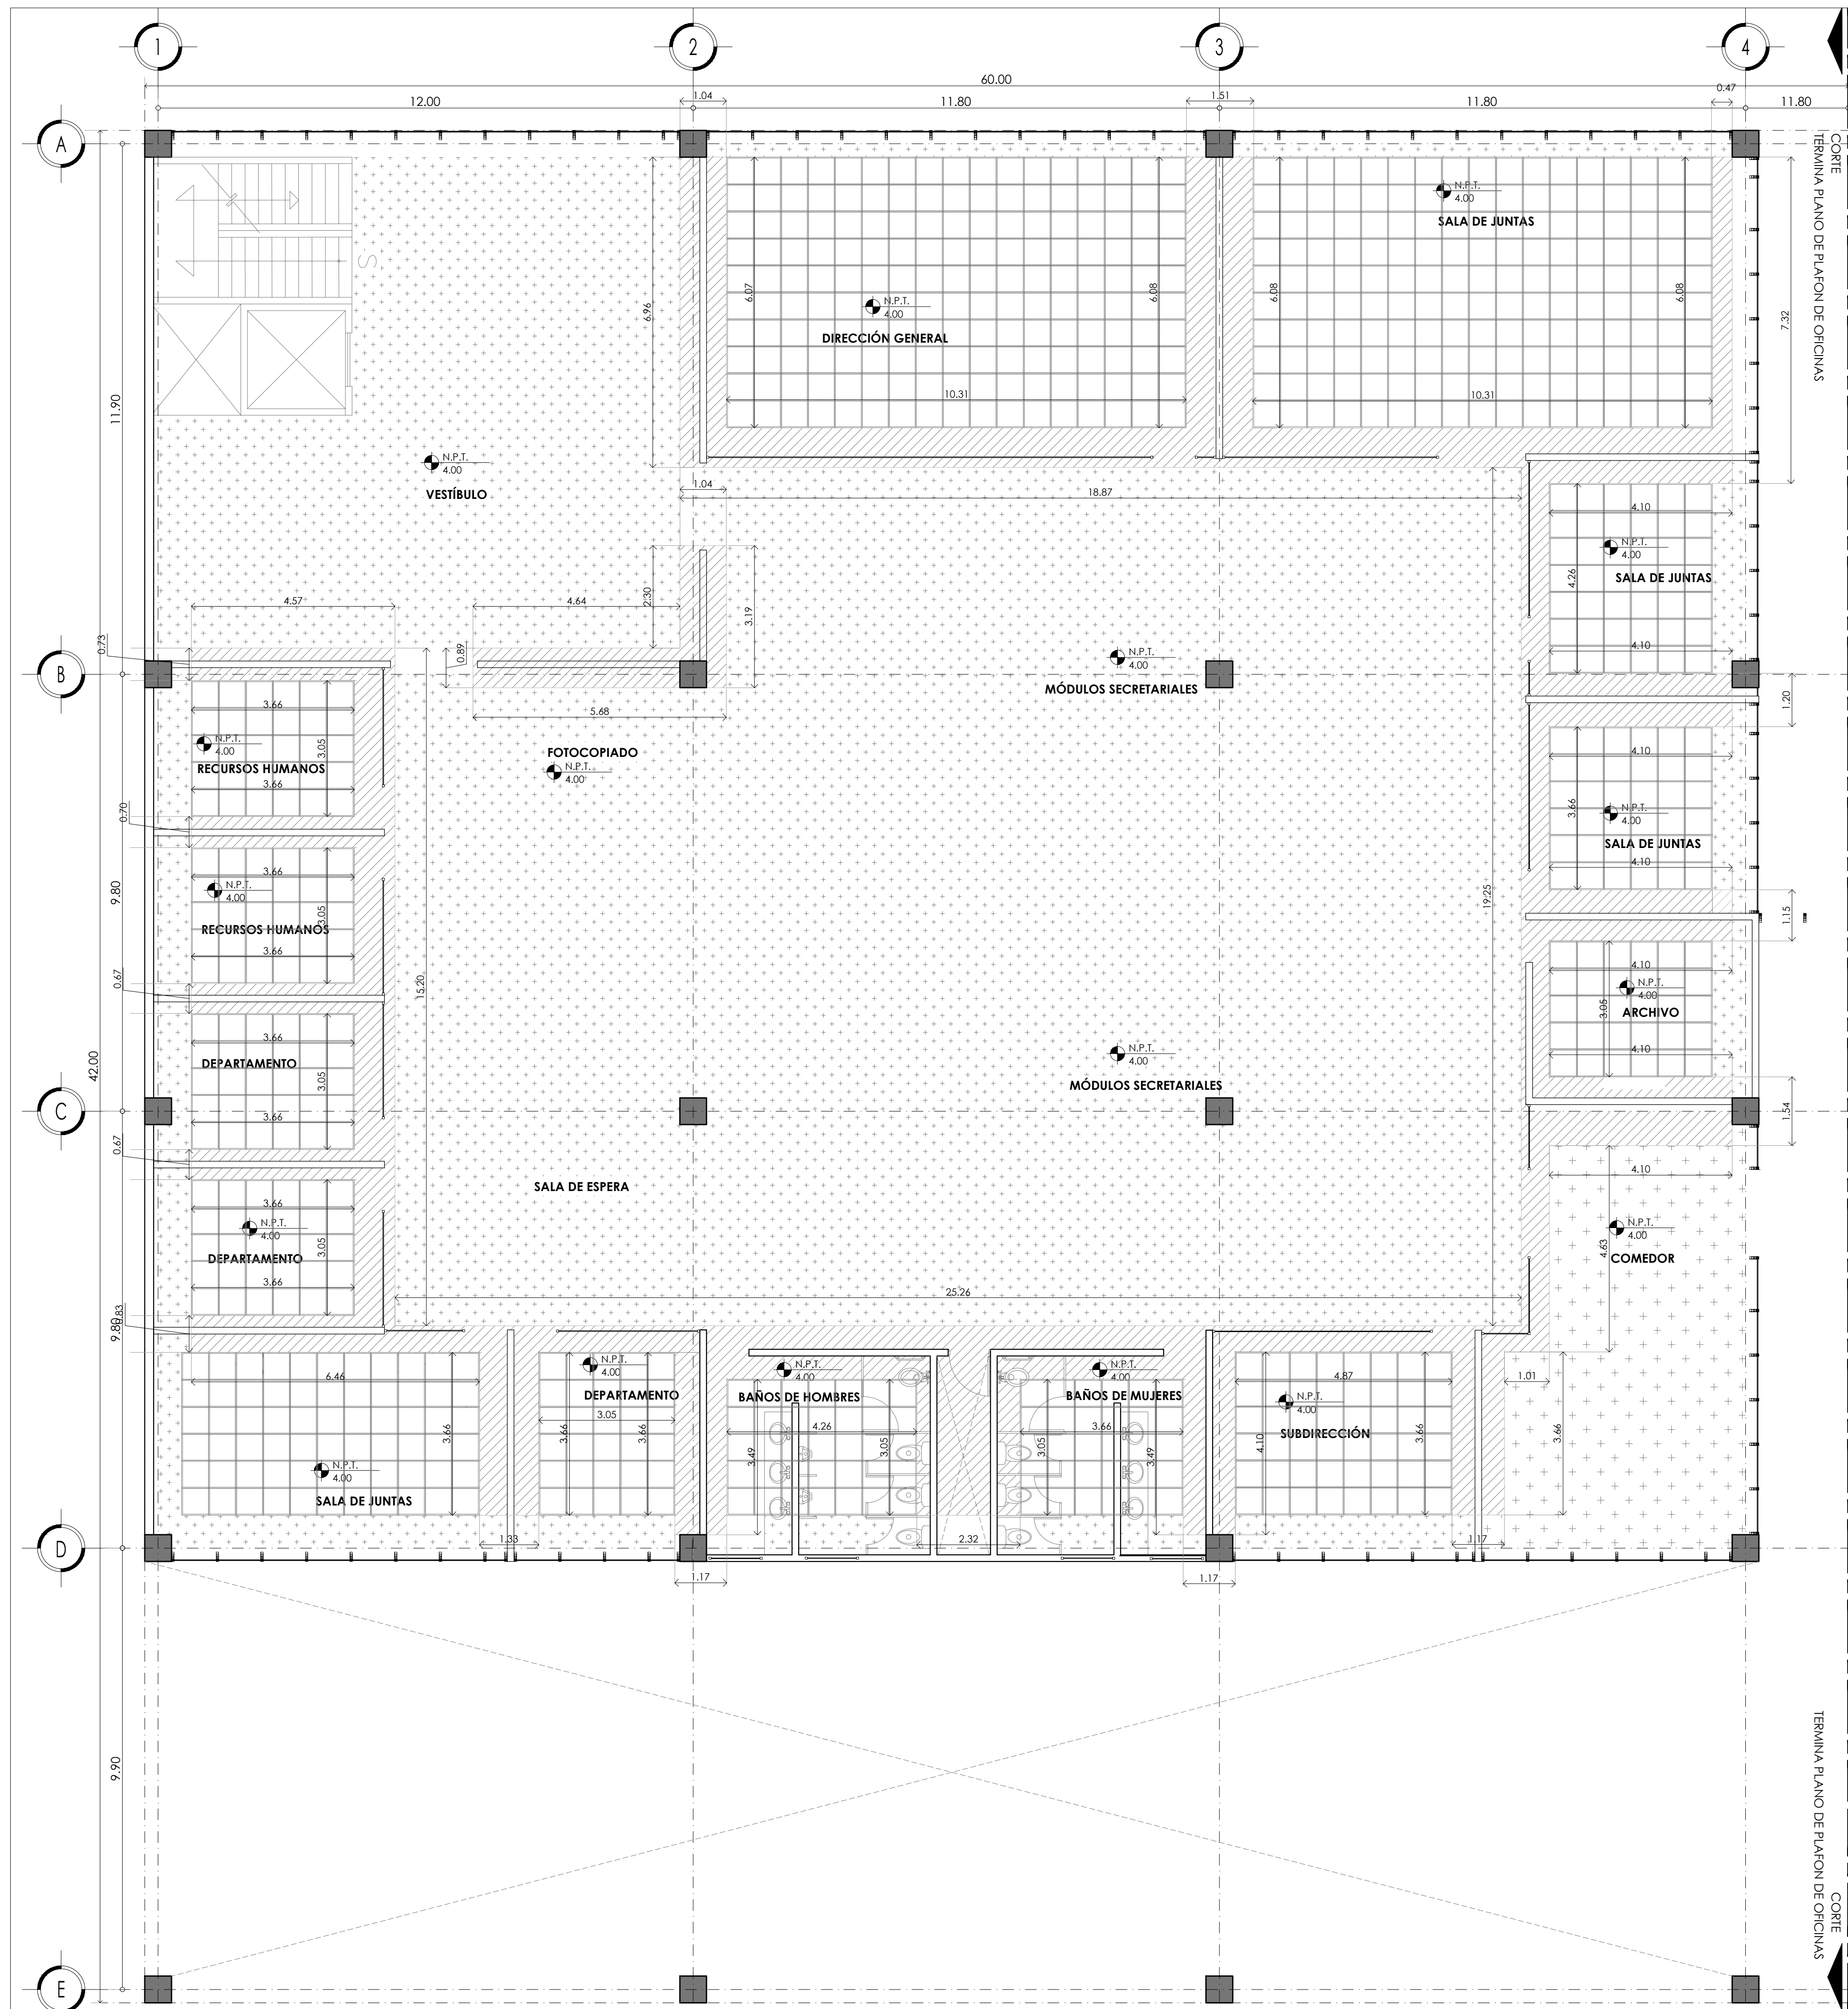 1
2
3
4
60.00
12.00
1.04
11.80
1.51
11.80
0.47
11.80
A
CORTE
TERMINA PLANO DE PLAFON DE OFICINAS
N.P.T.
4.00
SALA DE JUNTAS
S
6.96
6.07
6.08
6.08
6.08
7.32
N.P.T.
4.00
DIRECCIÓN GENERAL
11.90
10.31
10.31
N.P.T.
4.00
VESTÍBULO
1.04
18.87
4.10
N.P.T.
4.00
SALA DE JUNTAS
4.26
4.57
4.64
2.30
3.19
0.73
0.89
4.10
B
N.P.T.
4.00
MÓDULOS SECRETARIALES
1.20
3.66
5.68
N.P.T.
4.00
3.05
RECURSOS HUMANOS
3.66
FOTOCOPIADO
N.P.T.
4.00
4.10
0.70
3.66
N.P.T.
4.00
SALA DE JUNTAS
4.10
3.66
N.P.T.
4.00
9.80
3.05
RECURSOS HUMANOS
3.66
19.25
1.15
4.10
0.67
15.20
N.P.T.
4.00
3.05
ARCHIVO
3.66
DEPARTAMENTO
3.05
42.00
N.P.T.
4.00
MÓDULOS SECRETARIALES
4.10
C
3.66
1.54
0.67
4.10
SALA DE ESPERA
3.66
N.P.T.
4.00
3.05
DEPARTAMENTO
3.66
N.P.T.
4.00
4.63
COMEDOR
25.26
9.80
0.83
6.46
N.P.T.
4.00
DEPARTAMENTO
3.05
N.P.T.
4.00
BAÑOS DE HOMBRES
N.P.T.
4.00
BAÑOS DE MUJERES
4.87
1.01
N.P.T.
4.00
SUBDIRECCIÓN
3.66
3.66
3.66
4.26
3.49
3.05
3.66
3.05
3.49
4.10
3.66
3.66
N.P.T.
4.00
SALA DE JUNTAS
D
1.33
2.32
1.17
1.17
1.17
9.90
TERMINA PLANO DE PLAFON DE OFICINAS
CORTE
E